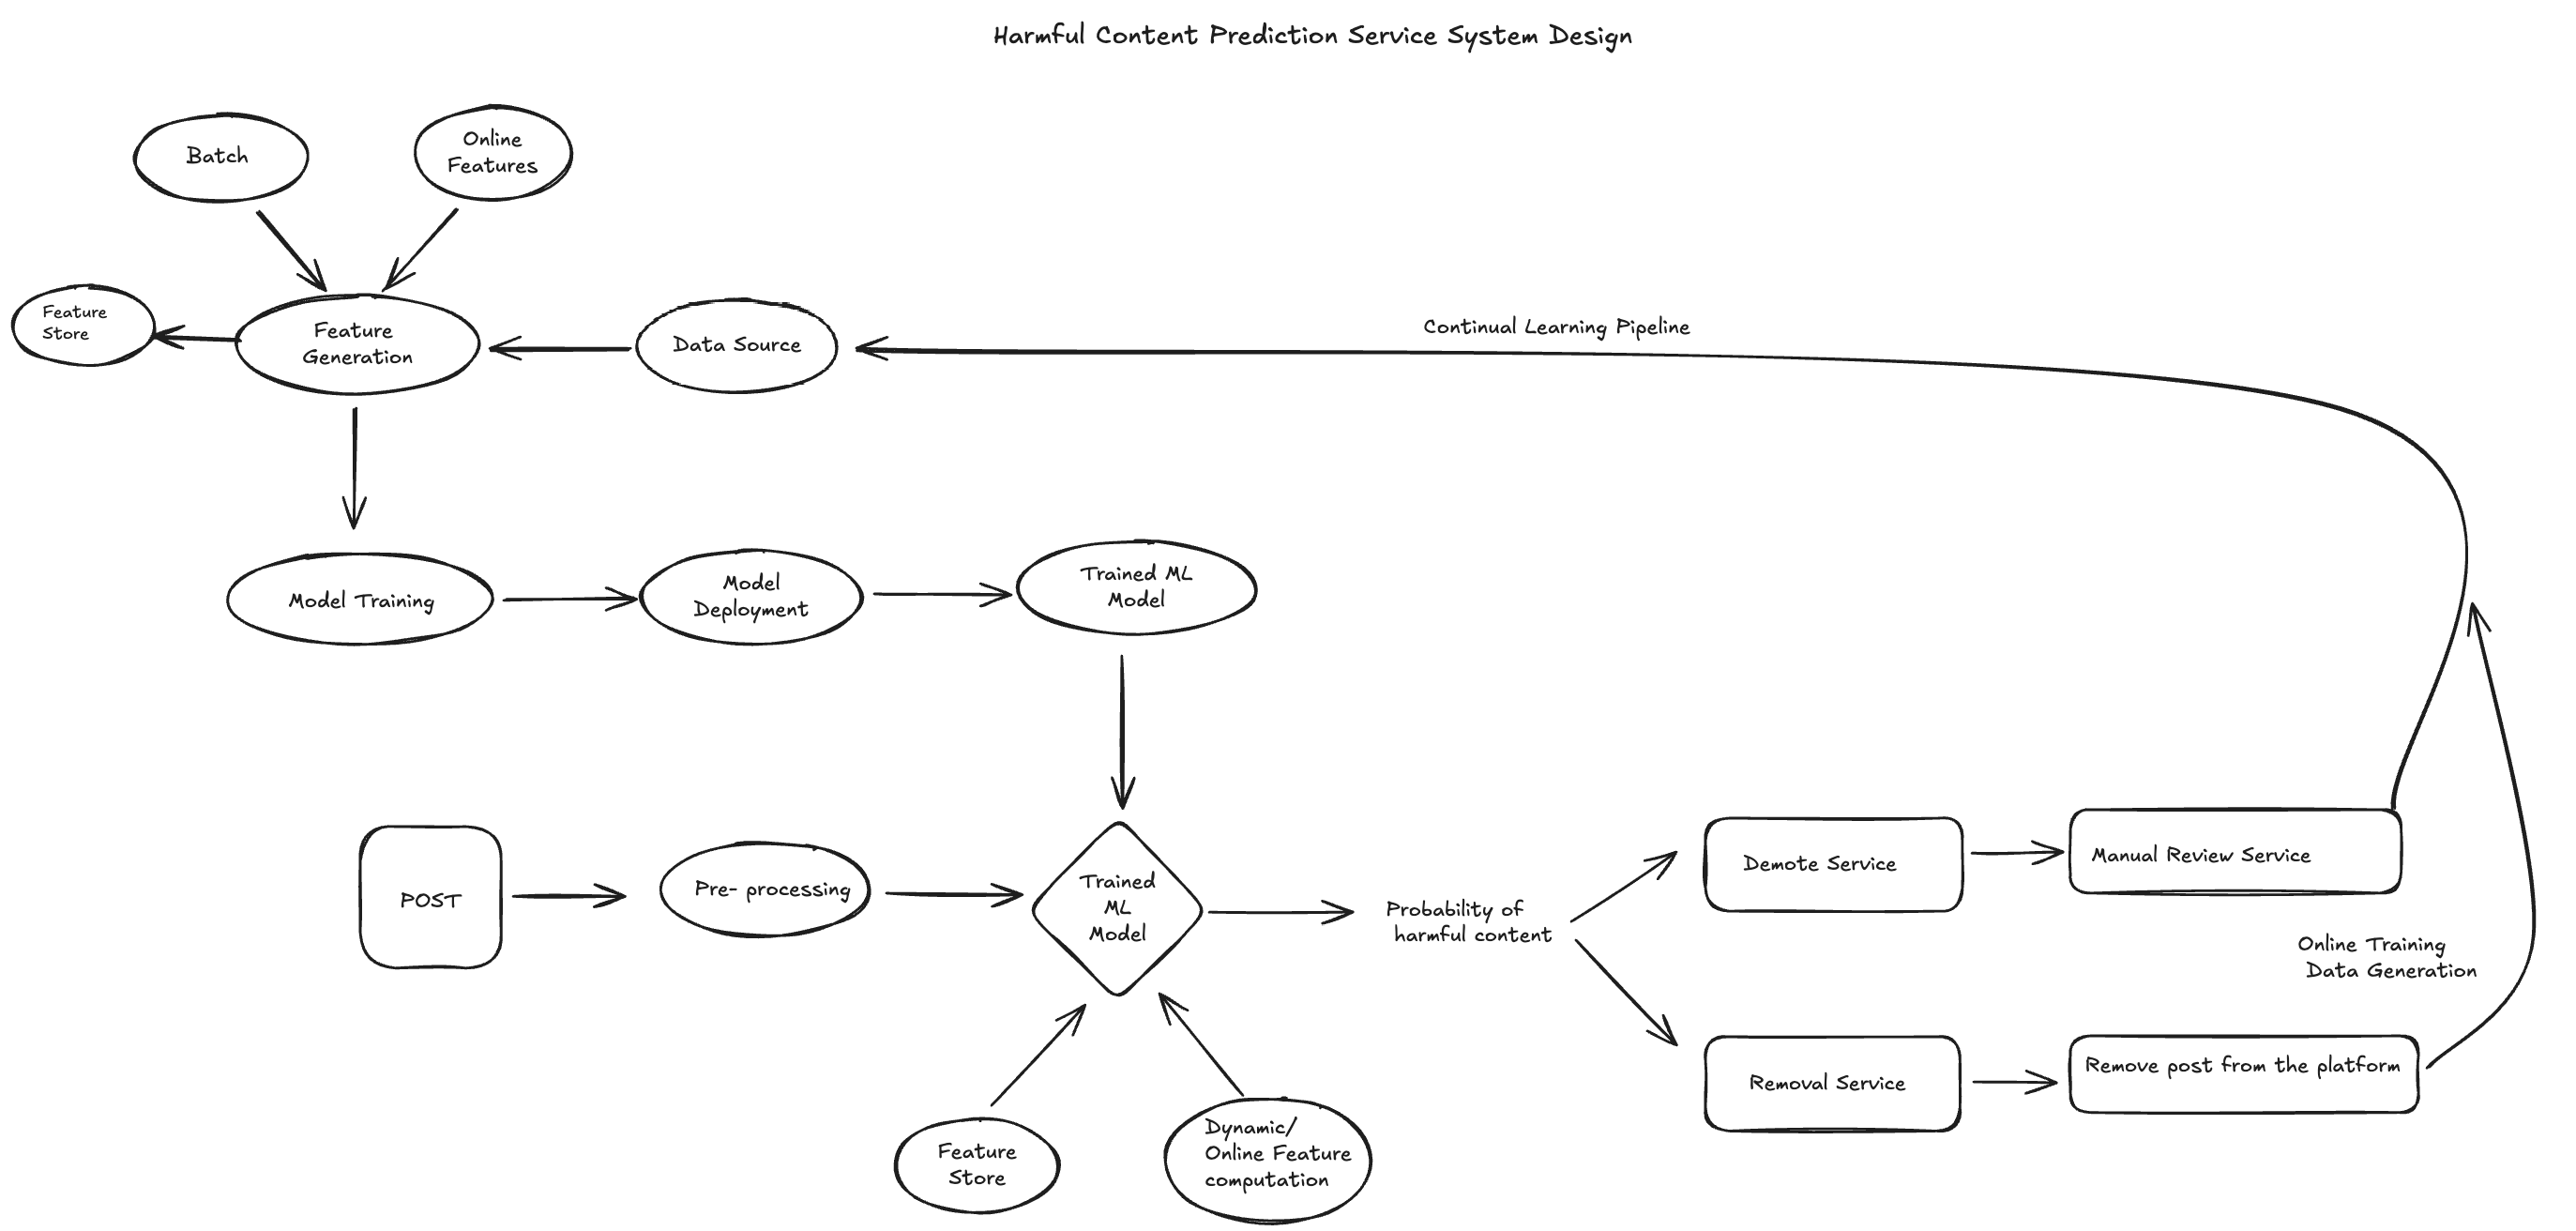 Harmful Content Prediction Service System Design
Batch
Online
Features
Feature
Store
Feature
Generation
Data Source
Continual Learning Pipeline
Model Training
Model
Deployment
Trained ML
Model
POST
Pre- processing
Trained
ML
Model
Probability of
harmful content
Demote Service
Manual Review Service
Online Training
Data Generation
Removal Service
Remove post from the platform
Feature
Store
Dynamic/
Online Feature
computation